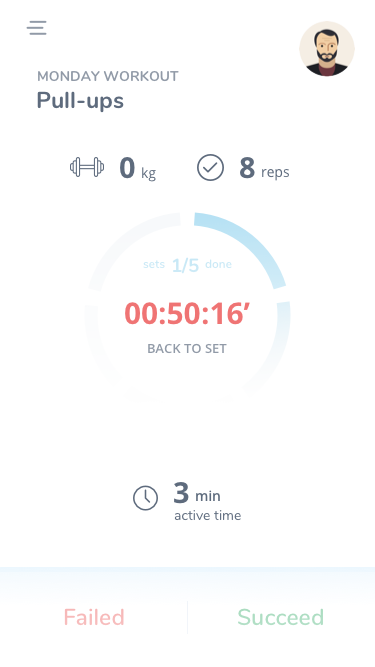 MONDAY WORKOUT
Pull-ups
0 kg
8 reps
sets 1/5 done
00:50:16’
BACK TO SET
3 min
active time
Failed
Succeed